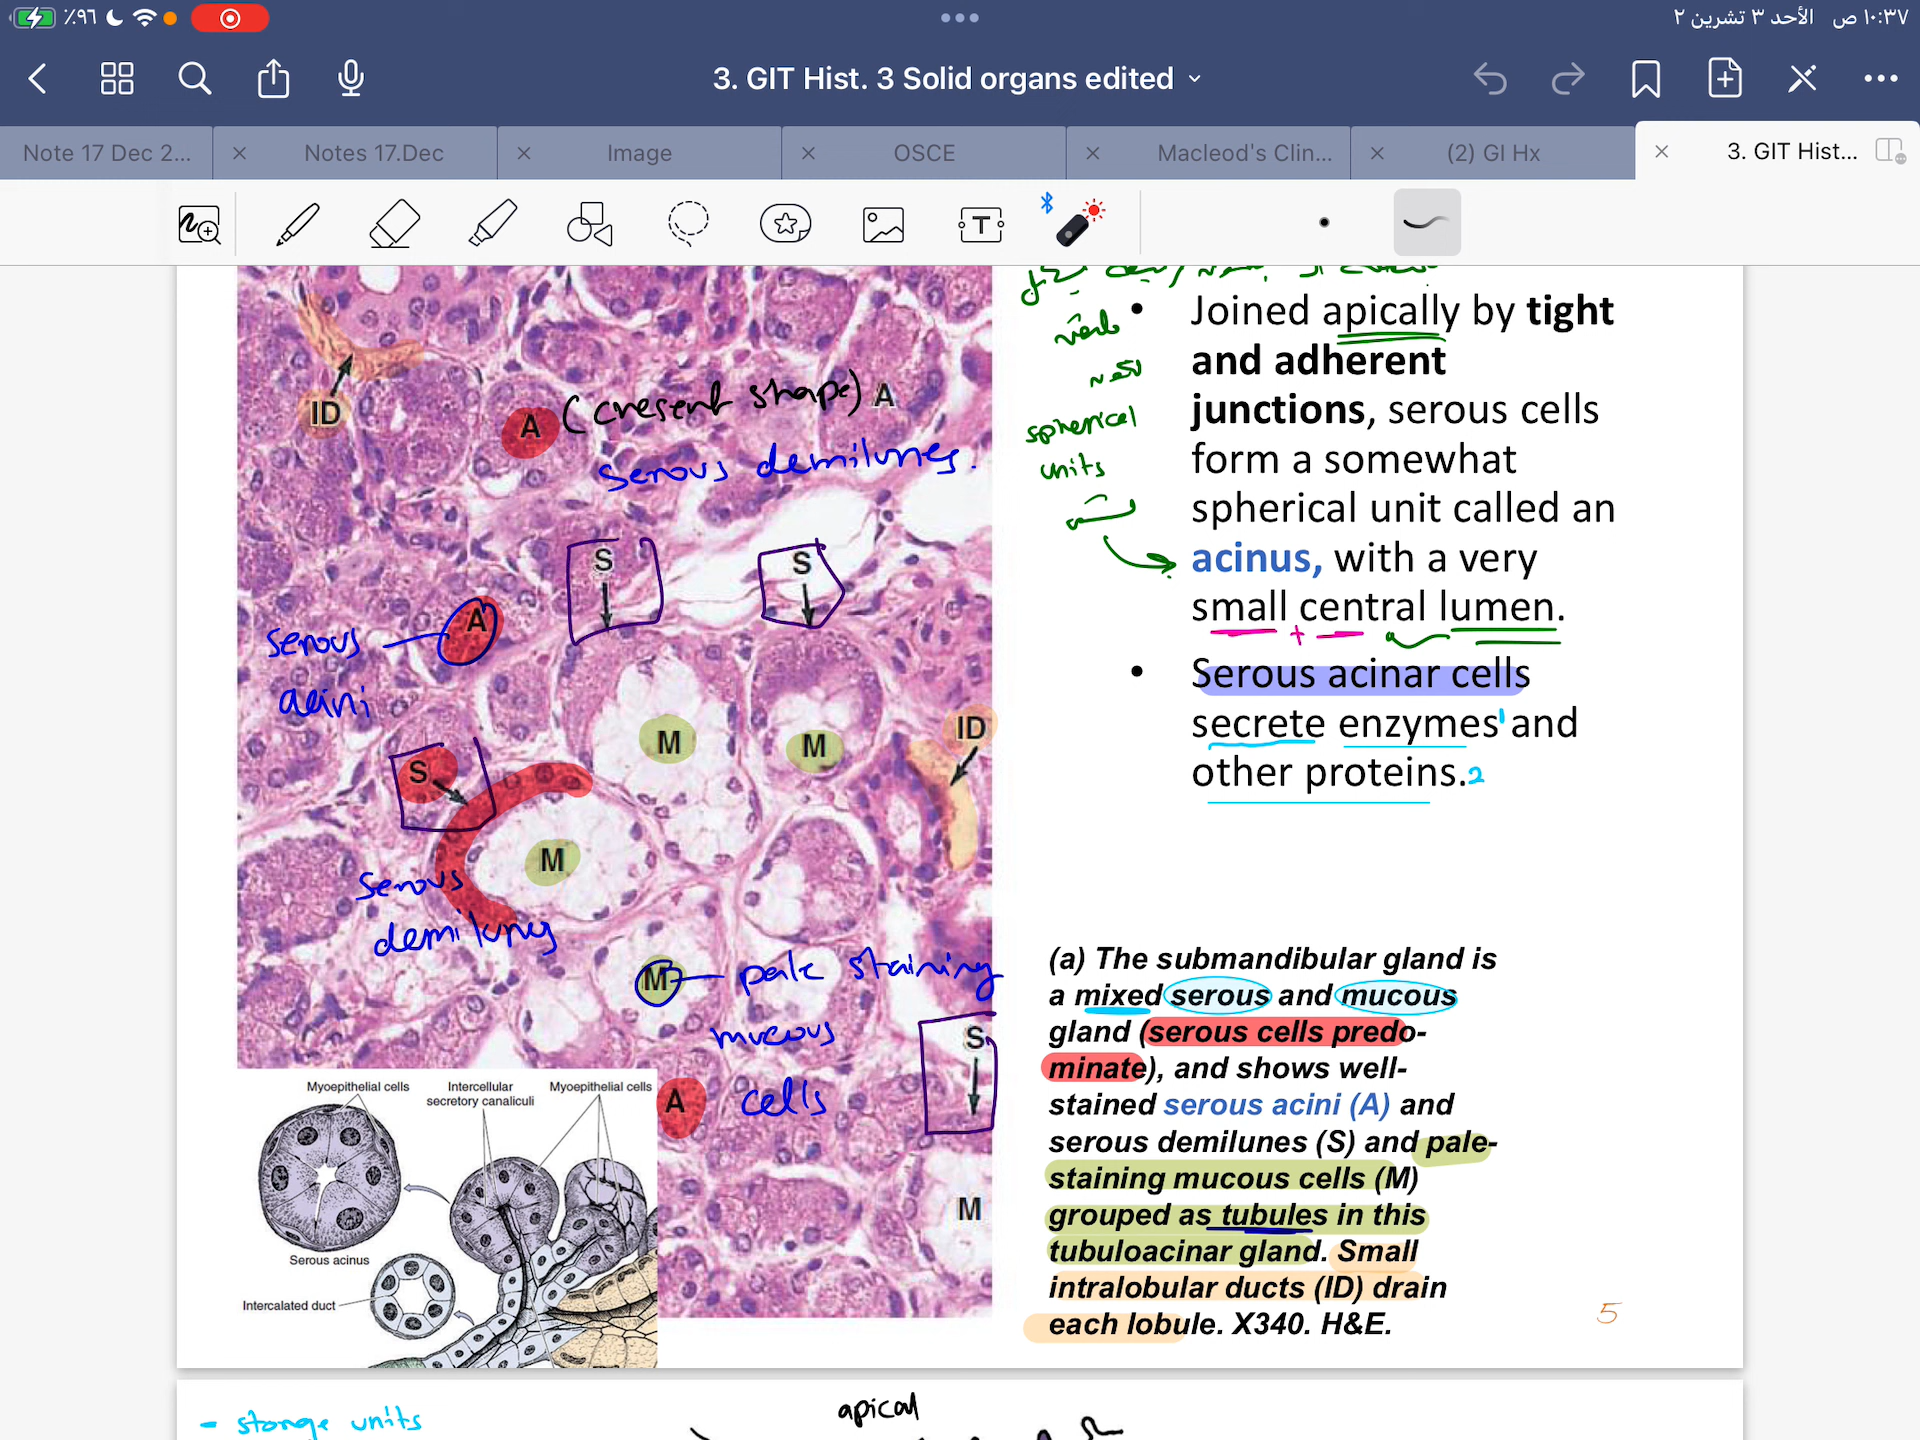 ٪٩٦
١٠:٣٧ ص الأحد ٣ تشرين ٢
3. GIT Hist. 3 Solid organs edited
Note 17 Dec 2...
Notes 17.Dec
Image
OSCE
Macleod's Clin...
(2) GI Hx
3. GIT Hist...
ID
A
(cresent shape)
A
serous demilunes.
S
S
A
serous
acini
M
M
ID
S
M
serous
demilunes
M
pale staining
mucous
cells
S
A
M
Myoepithelial cells
Intercellular
secretory canaliculi
Myoepithelial cells
Serous acinus
Intercalated duct
spherical
units
• Joined apically by tight
and adherent
junctions, serous cells
form a somewhat
spherical unit called an
acinus, with a very
small central lumen.
+
• Serous acinar cells
secrete enzymes 1 and
other proteins. 2
(a) The submandibular gland is
a mixed serous and mucous
gland (serous cells predo-
minate), and shows well-
stained serous acini (A) and
serous demilunes (S) and pale-
staining mucous cells (M)
grouped as tubules in this
tubuloacinar gland. Small
intralobular ducts (ID) drain
each lobule. X340. H&E.
5
- storage units
apical